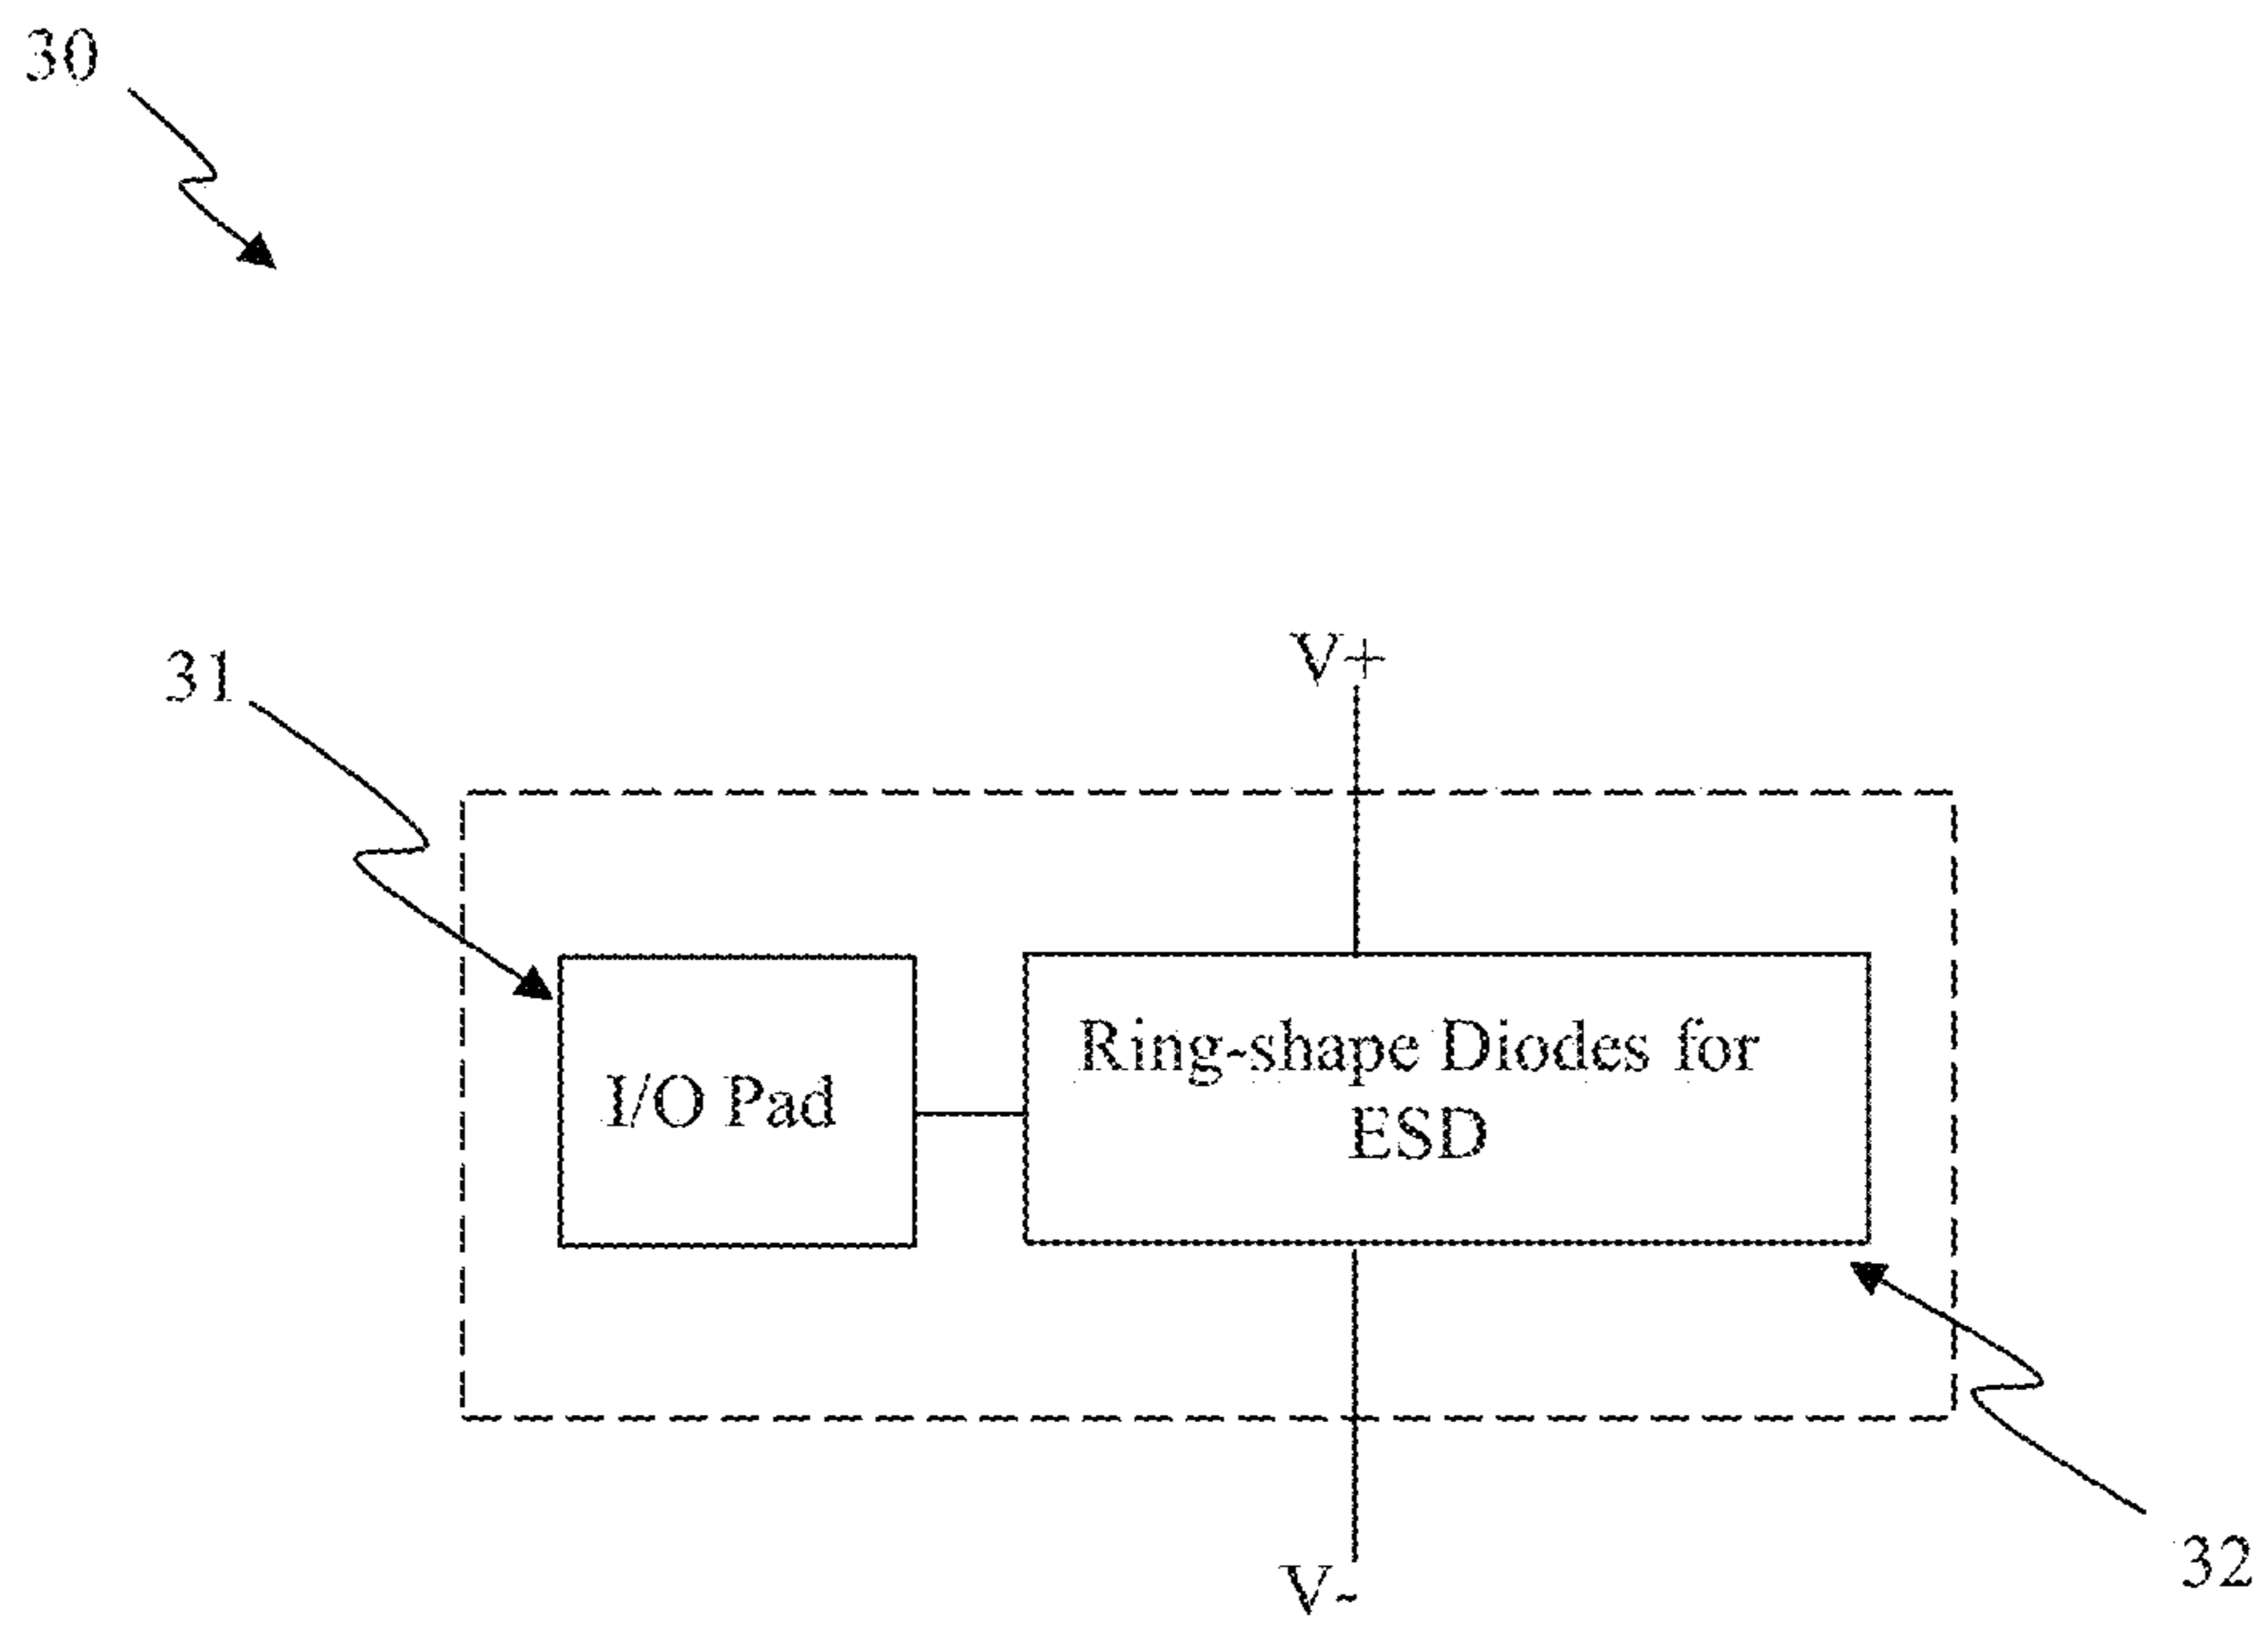 30
31
V+
I/O Pad
Ring-shape Diodes for
ESD
V-
32